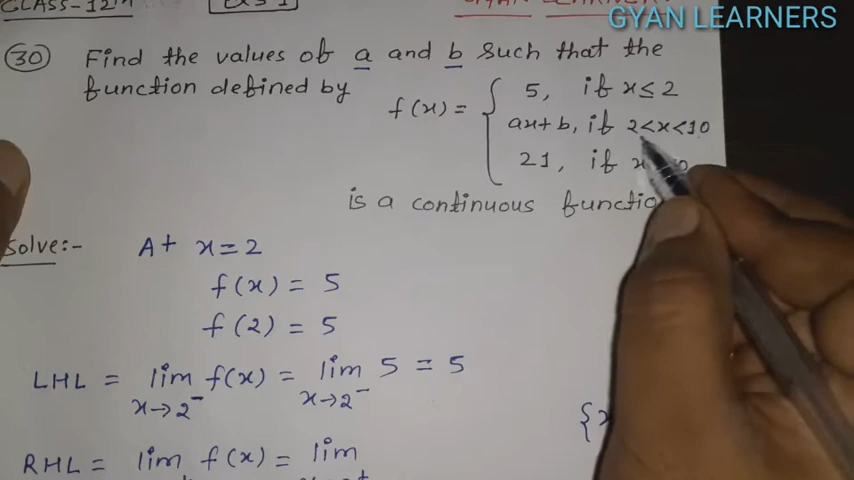 CLASS-12th
GYAN LEARNERS
30 Find the values of a and b such that the
function defined by
f(x) = { 5, if x ≤ 2
ax+b, if 2<x<10
21, if x
is a continuous
Solve:- At x=2
f(x) = 5
f(2) = 5
LHL = lim x→2⁻ f(x) = lim x→2⁻ 5 = 5
RHL = lim f(x) = lim